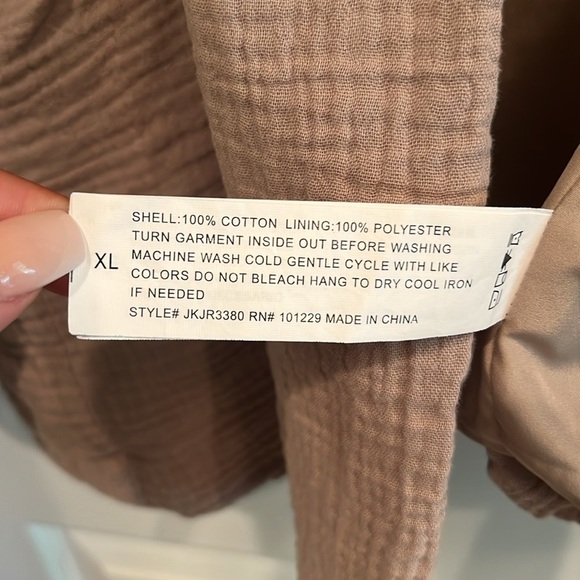 SHELL:100% COTTON LINING:100% POLYESTER
TURN GARMENT INSIDE OUT BEFORE WASHING
XL MACHINE WASH COLD GENTLE CYCLE WITH LIKE
COLORS DO NOT BLEACH HANG TO DRY COOL IRON
IF NEEDED
STYLE# JKJR3380 RN# 101229 MADE IN CHINA